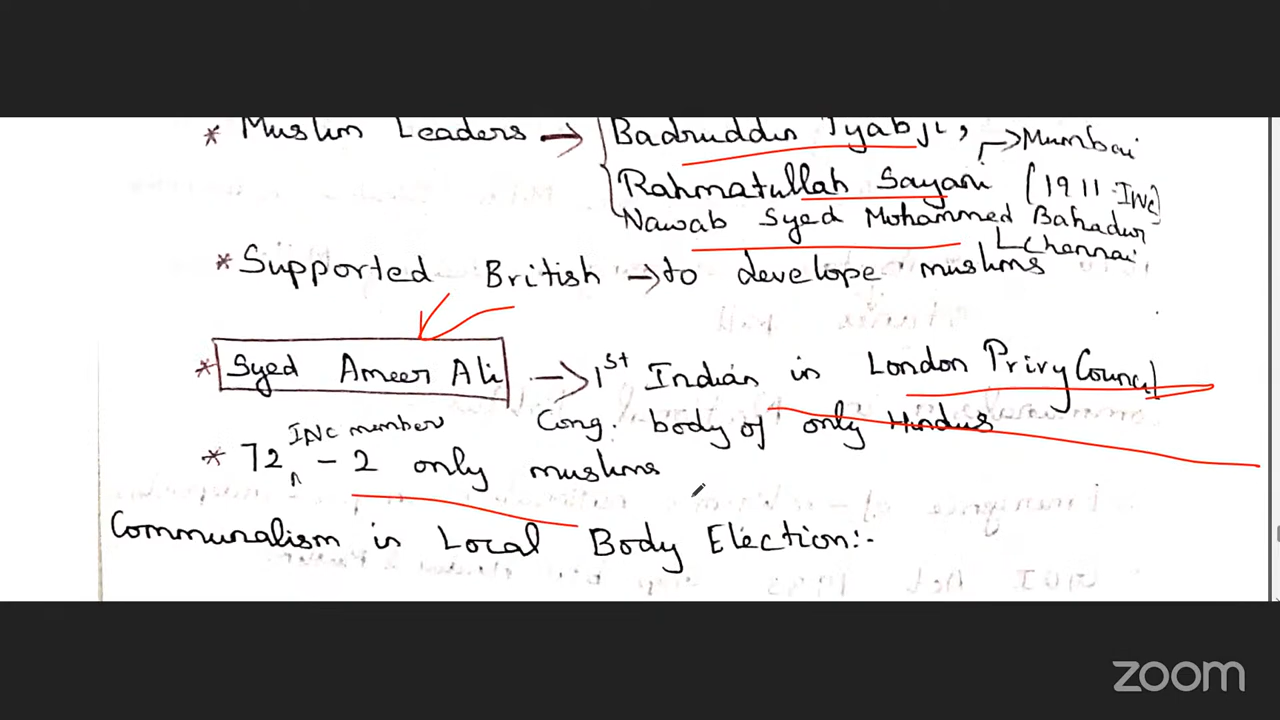 * Muslim Leaders → Badruddin Tyabji,
→ Mumbai
Rahmatullah Sayani (1911 INC)
Nawab Syed Mohammed Bahadur
Chennai
* Supported British → to develope muslims
* Syed Ameer Ali → 1st Indian in London Privy Council
Cong. body of only Hindus
INC member
* 72 ^ - 2 only muslims
Communalism in Local Body Election:-
zoom